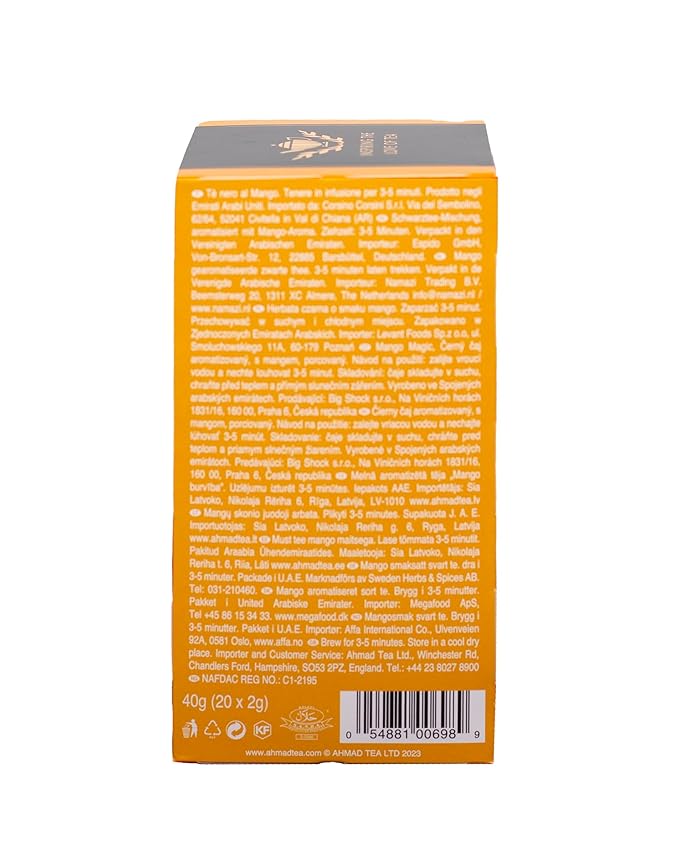 INSPIRING THE
LOVE OF TEA
Tè nero al Mango. Tenere in infusione per 3-5 minuti. Prodotto negli
Emirati Arabi Uniti. Importato da: Corsino Corsini S.r.l. Via del Sembolino,
62/64, 52041 Civitella in Val di Chiana (AR) Schwarztee-Mischung,
aromatisiert mit Mango-Aroma. Ziehzeit: 3-5 Minuten. Verpackt in den
Vereinigten Arabischen Emiraten. Importeur: Espido GmbH,
Von-Bronsart-Str. 12, 22885 Barsbüttel, Deutschland. Mango
gearomatiseerde zwarte thee. 3-5 minuten laten trekken. Verpakt in de
Verenigde Arabische Emiraten. Importeur: Namazi Trading B.V.
Beemsterweg 20, 1311 XC Almere, The Netherlands info@namazi.nl /
www.namazi.nl Herbata czarna o smaku mango. Zaparzać 3-5 minut.
Przechowywać w suchym i chłodnym miejscu. Zapakowano w
Zjednoczonych Emiratach Arabskich. Importer: Levant Foods Sp.z o.o, ul.
Smoluchowskiego 11A, 60-179 Poznań Mango Magic, Černý čaj
aromatizovaný, s mangem, porcovaný. Návod na použití: zalijte vroucí
vodou a nechte louhovat 3-5 minut. Skladování: čaje skladujte v suchu,
chraňte před teplem a přímým slunečním zářením. Vyrobeno ve Spojených
arabských emirátech. Prodávající: Big Shock s.r.o., Na Viničních horách
1831/16, 160 00, Praha 6, Česká republika Čierny čaj aromatizovaný, s
mangom, porciovaný. Návod na použitie: zalejte vriacou vodou a nechajte
lúhovať 3-5 minút. Skladovanie: čaje skladujte v suchu, chráňte pred
teplom a priamym slnečným žiarením. Vyrobené v Spojených arabských
emirátoch. Predávajúci: Big Shock s.r.o., Na Viničních horách 1831/16,
160 00, Praha 6, Česká republika Melnā aromatizētā tēja „Mango
burvība”. Uzlējumu izturēt 3-5 minūtes. Iepakots AAE. Importētājs: Sia
Latvoko, Nikolaja Rēriha 6, Rīga, Latvija, LV-1010 www.ahmadtea.lv
Mangų skonio juodoji arbata. Plikyti 3-5 minutes. Supakuota J. A. E.
Importuotojas: Sia Latvoko, Nikolaja Reriha g. 6, Ryga, Latvija
www.ahmadtea.lt Must tee mango maitsega. Lase tõmmata 3-5 minutit.
Pakitud Araabia Ühendemiraatides. Maaletooja: Sia Latvoko, Nikolaja
Reriha t. 6, Riia, Läti www.ahmadtea.ee Mango smaksatt svart te. dra i
3-5 minuter. Packade i U.A.E. Marknadförs av Sweden Herbs & Spices AB.
Tel: 031-210460. Mango aromatiseret sort te. Brygg i 3-5 minutter.
Pakket i United Arabiske Emirater. Importør: Megafood ApS,
Tel +45 86 15 34 33. www.megafood.dk Mangosmak svart te. Brygg i
3-5 minutter. Pakket i U.A.E. Importør: Affa International Co., Ulvenveien
92A, 0581 Oslo, www.affa.no Brew for 3-5 minutes. Store in a cool dry
place. Importer and Customer Service: Ahmad Tea Ltd., Winchester Rd,
Chandlers Ford, Hampshire, SO53 2PZ, England. Tel.: +44 23 8027 8900
NAFDAC REG NO.: C1-2195
40g (20 x 2g)
KF
حلال
0 54881 00698 9
www.ahmadtea.com © AHMAD TEA LTD 2023